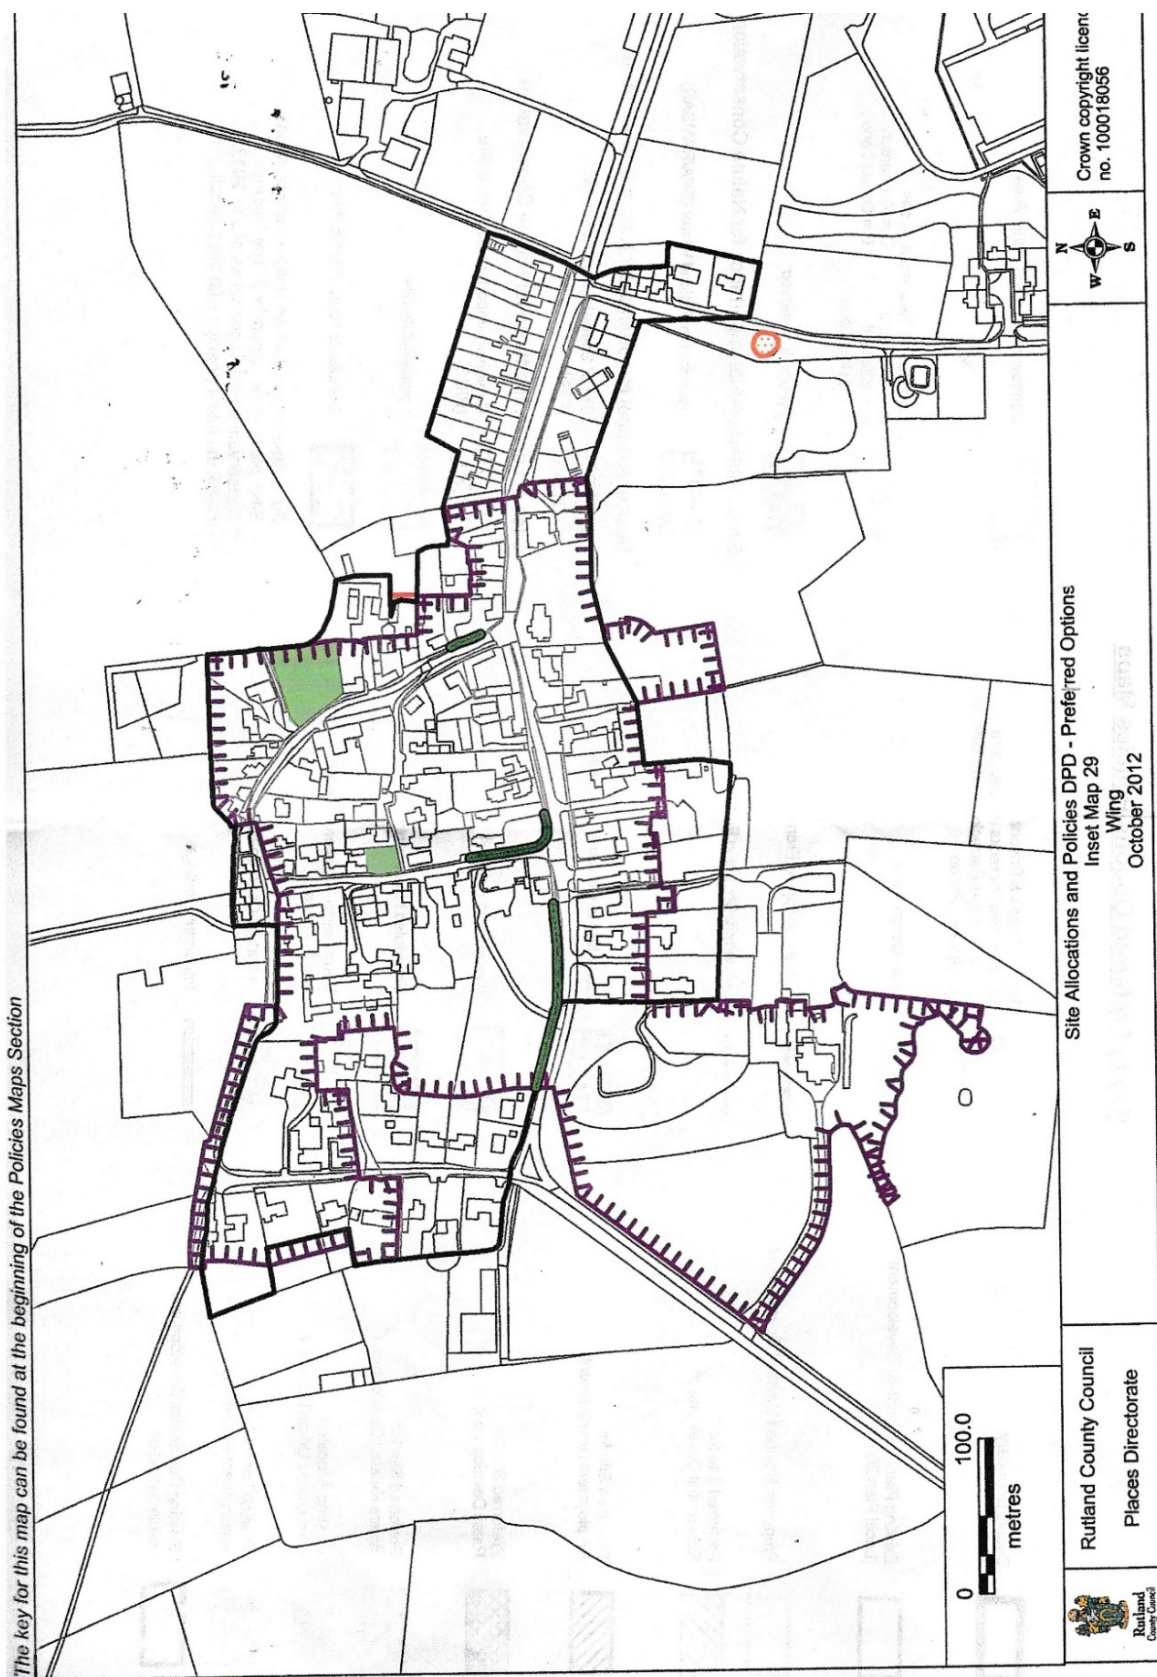 The key for this map can be found at the beginning of the Policies Maps Section
0 100.0
metres
Rutland
County Council
Rutland County Council
Places Directorate
Site Allocations and Policies DPD - Preferred Options
Inset Map 29
Wing
October 2012
N
W E
S
Crown copyright
no. 100018056